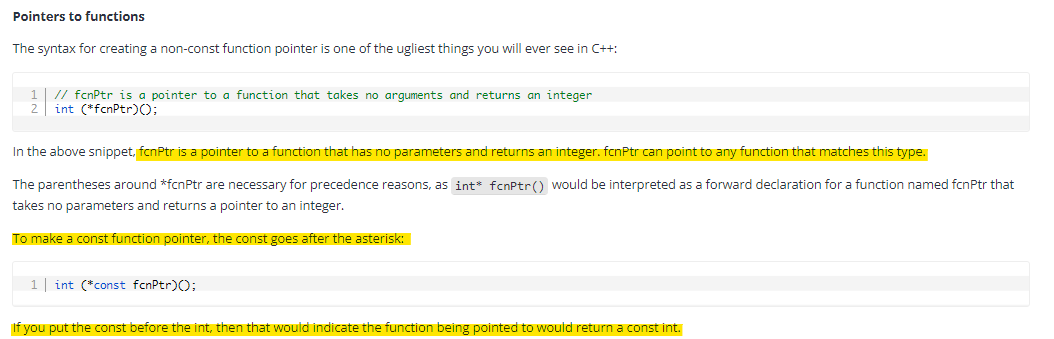 Pointers to functions
The syntax for creating a non-const function pointer is one of the ugliest things you will ever see in C++:
1 // fcnPtr is a pointer to a function that takes no arguments and returns an integer
2 int (*fcnPtr)();
In the above snippet, fcnPtr is a pointer to a function that has no parameters and returns an integer. fcnPtr can point to any function that matches this type.
The parentheses around *fcnPtr are necessary for precedence reasons, as int* fcnPtr() would be interpreted as a forward declaration for a function named fcnPtr that
takes no parameters and returns a pointer to an integer.
To make a const function pointer, the const goes after the asterisk:
1 int (*const fcnPtr)();
If you put the const before the int, then that would indicate the function being pointed to would return a const int.